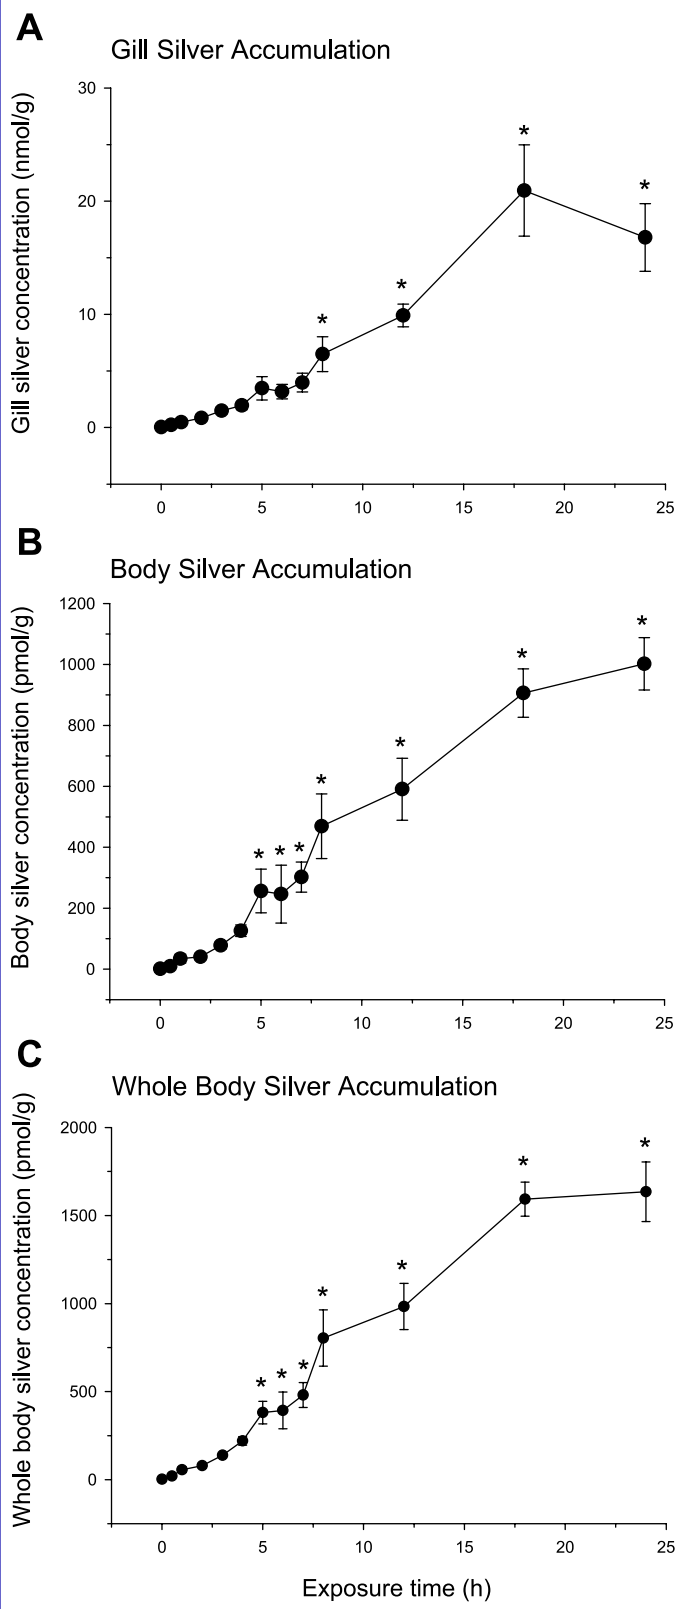 A
Gill Silver Accumulation
Gill silver concentration (nmol/g)
30
20
10
0
* * * *
0 5 10 15 20 25
B
Body Silver Accumulation
Body silver concentration (pmol/g)
1200
1000
800
600
400
200
0
* * * * * * *
0 5 10 15 20 25
C
Whole Body Silver Accumulation
Whole body silver concentration (pmol/g)
2000
1500
1000
500
0
* * * * * * *
0 5 10 15 20 25
Exposure time (h)